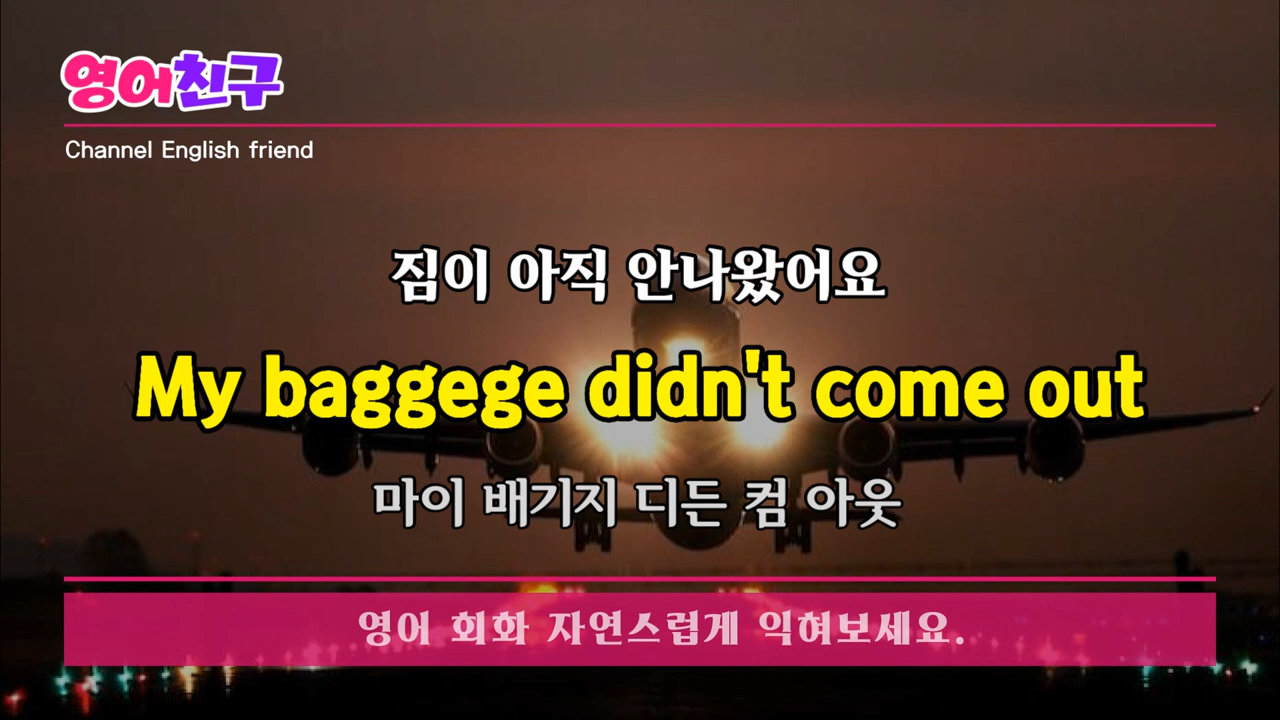 영어친구
Channel English friend
짐이 아직 안나왔어요
My baggege didn't come out
마이 배기지 디든 컴 아웃
영어 회화 자연스럽게 익혀보세요.